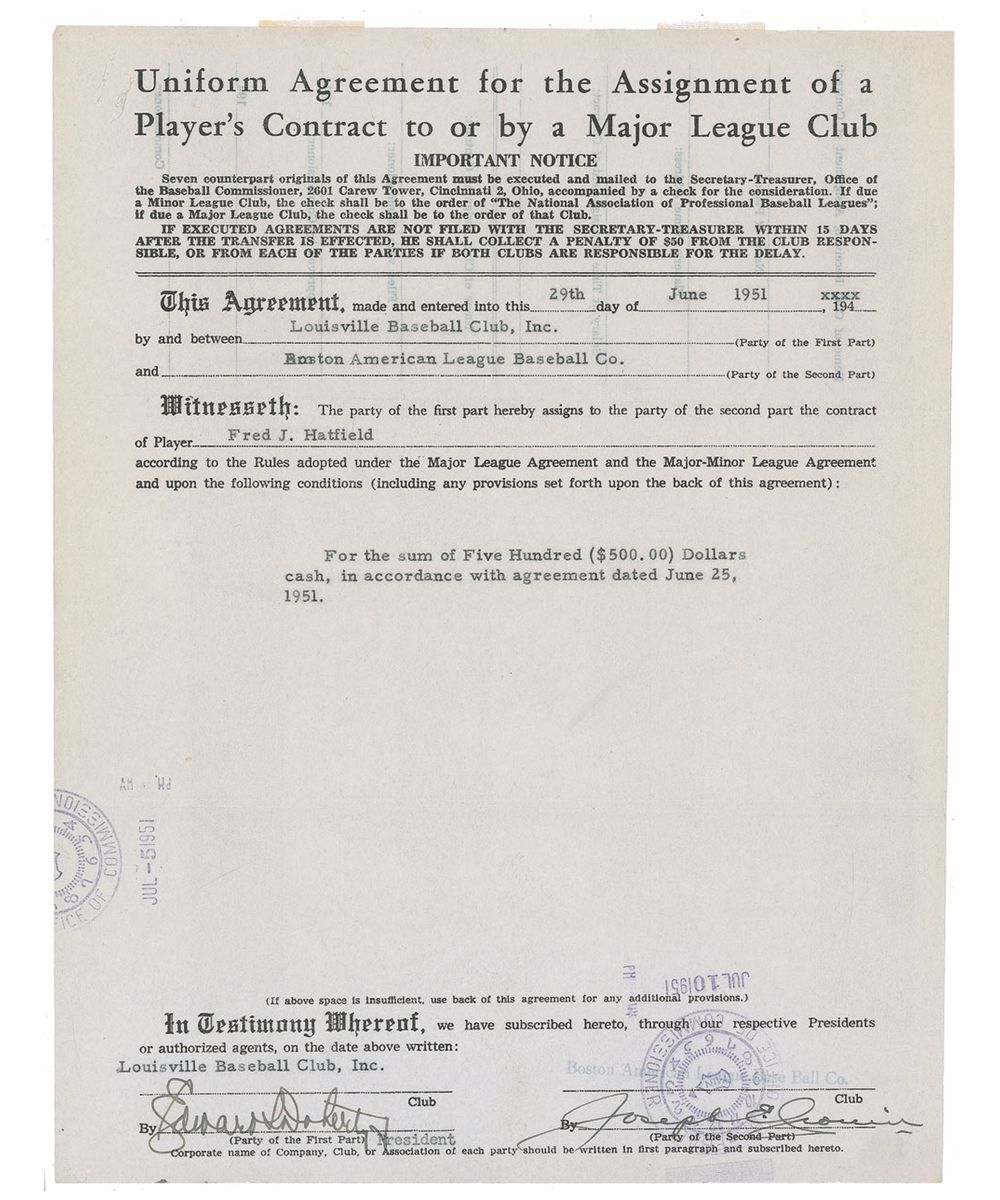 Uniform Agreement for the Assignment of a
Player's Contract to or by a Major League Club
IMPORTANT NOTICE
Seven counterpart originals of this Agreement must be executed and mailed to the Secretary-Treasurer, Office of
the Baseball Commissioner, 2601 Carew Tower, Cincinnati 2, Ohio, accompanied by a check for the consideration. If due
a Minor League Club, the check shall be to the order of "The National Association of Professional Baseball Leagues";
if due a Major League Club, the check shall be to the order of that Club.
IF EXECUTED AGREEMENTS ARE NOT FILED WITH THE SECRETARY-TREASURER WITHIN 15 DAYS
AFTER THE TRANSFER IS EFFECTED, HE SHALL COLLECT A PENALTY OF $50 FROM THE CLUB RESPON-
SIBLE, OR FROM EACH OF THE PARTIES IF BOTH CLUBS ARE RESPONSIBLE FOR THE DELAY.
This Agreement, made and entered into this 29th day of June 1951 xxxx, 194
by and between Louisville Baseball Club, Inc. (Party of the First Part)
and Boston American League Baseball Co. (Party of the Second Part)
Witnesseth: The party of the first part hereby assigns to the party of the second part the contract
of Player Fred J. Hatfield
according to the Rules adopted under the Major League Agreement and the Major-Minor League Agreement
and upon the following conditions (including any provisions set forth upon the back of this agreement):
For the sum of Five Hundred ($500.00) Dollars
cash, in accordance with agreement dated June 25,
1951.
JUL-51951
OFFICE OF COMMISSIONER
JUL 101951
(If above space is insufficient, use back of this agreement for any additional provisions.)
In Testimony Whereof, we have subscribed hereto, through our respective Presidents
or authorized agents, on the date above written:
Louisville Baseball Club, Inc. Boston American League Base Ball Co.
Club Club
By Edward S Doherty By Joseph E Cronin
(Party of the First Part) President (Party of the Second Part)
Corporate name of Company, Club, or Association of each party should be written in first paragraph and subscribed hereto.